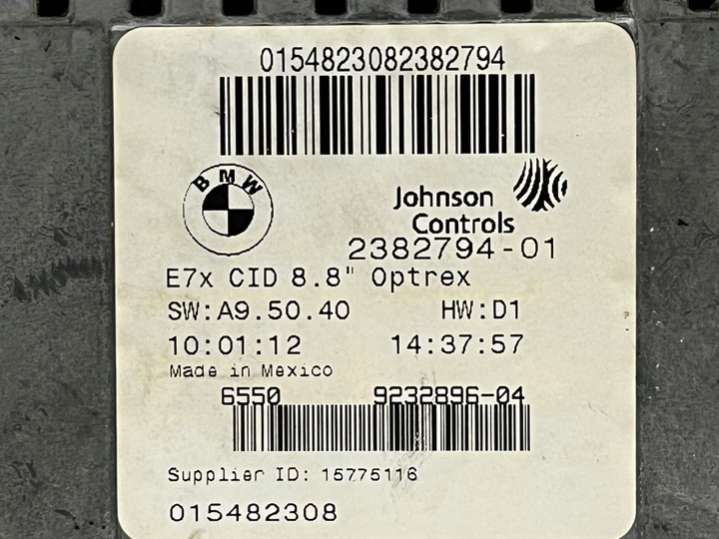 0154823082382794
BMW
Johnson
Controls
2382794-01
E7x CID 8.8" Optrex
SW:A9.50.40 HW:D1
10:01:12 14:37:57
Made in Mexico
6550 9232896-04
Supplier ID: 15775116
015482308